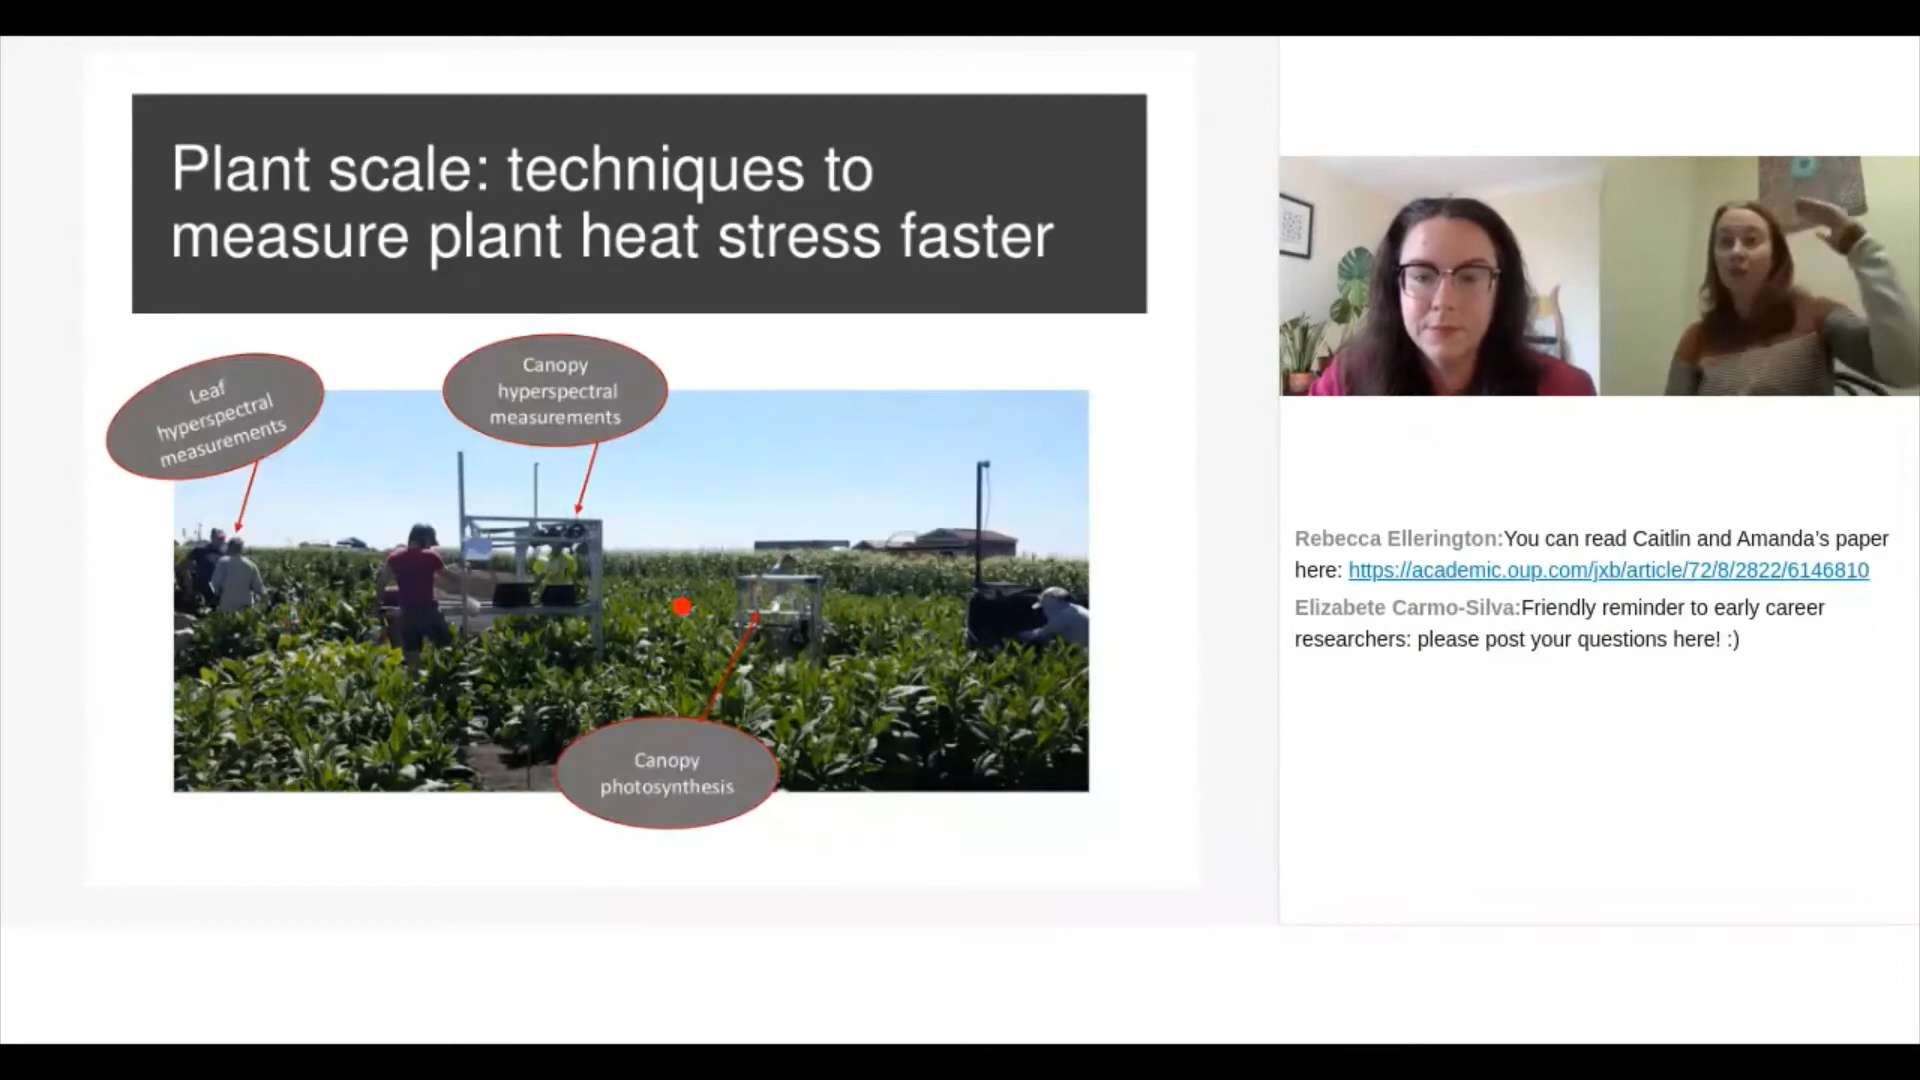 Plant scale: techniques to
measure plant heat stress faster
Leaf
hyperspectral
measurements
Canopy
hyperspectral
measurements
Canopy
photosynthesis
Rebecca Ellerington:You can read Caitlin and Amanda’s paper
here: https://academic.oup.com/jxb/article/72/8/2822/6146810
Elizabete Carmo-Silva:Friendly reminder to early career
researchers: please post your questions here! :)